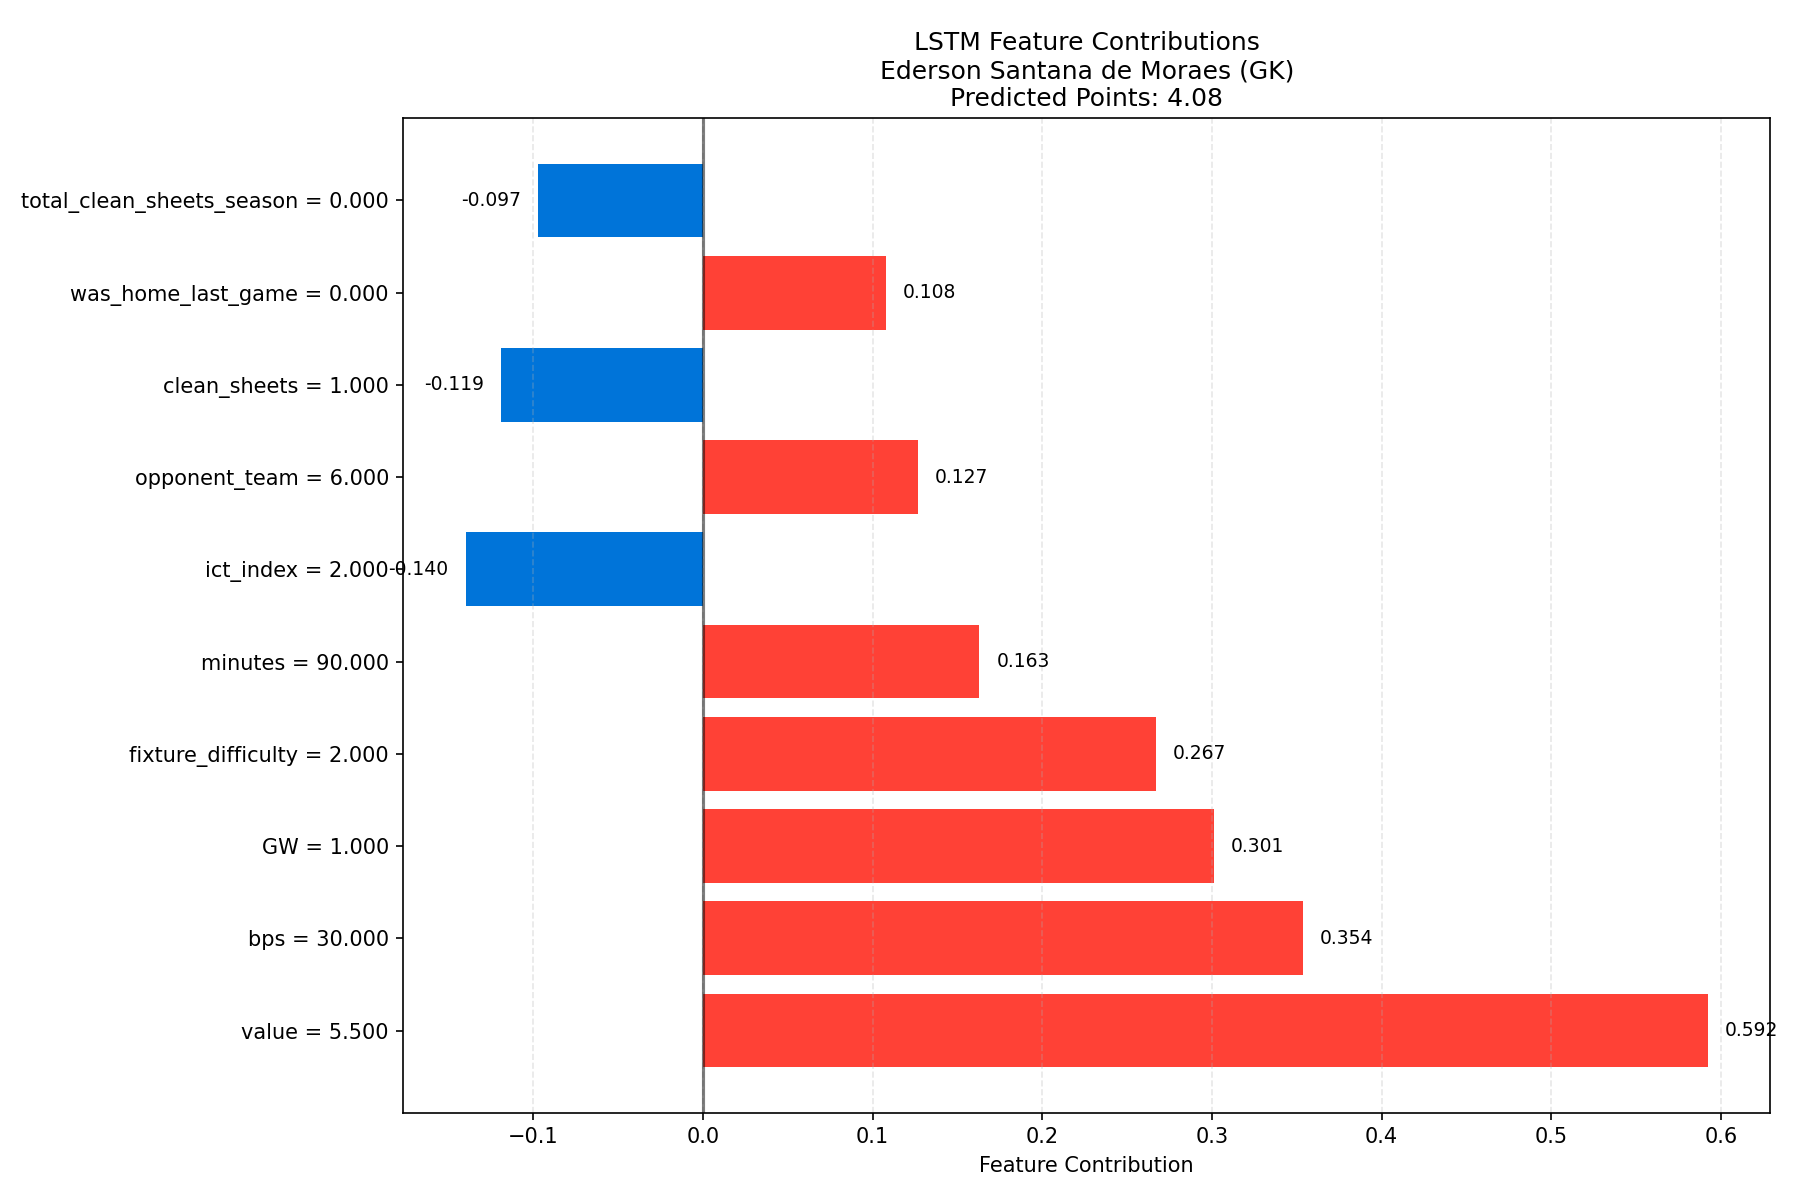 LSTM Feature Contributions
Ederson Santana de Moraes (GK)
Predicted Points: 4.08
total_clean_sheets_season = 0.000
-0.097
was_home_last_game = 0.000
0.108
clean_sheets = 1.000
-0.119
opponent_team = 6.000
0.127
ict_index = 2.000
-0.140
minutes = 90.000
0.163
fixture_difficulty = 2.000
0.267
GW = 1.000
0.301
bps = 30.000
0.354
value = 5.500
0.592
−0.1 0.0 0.1 0.2 0.3 0.4 0.5 0.6
Feature Contribution